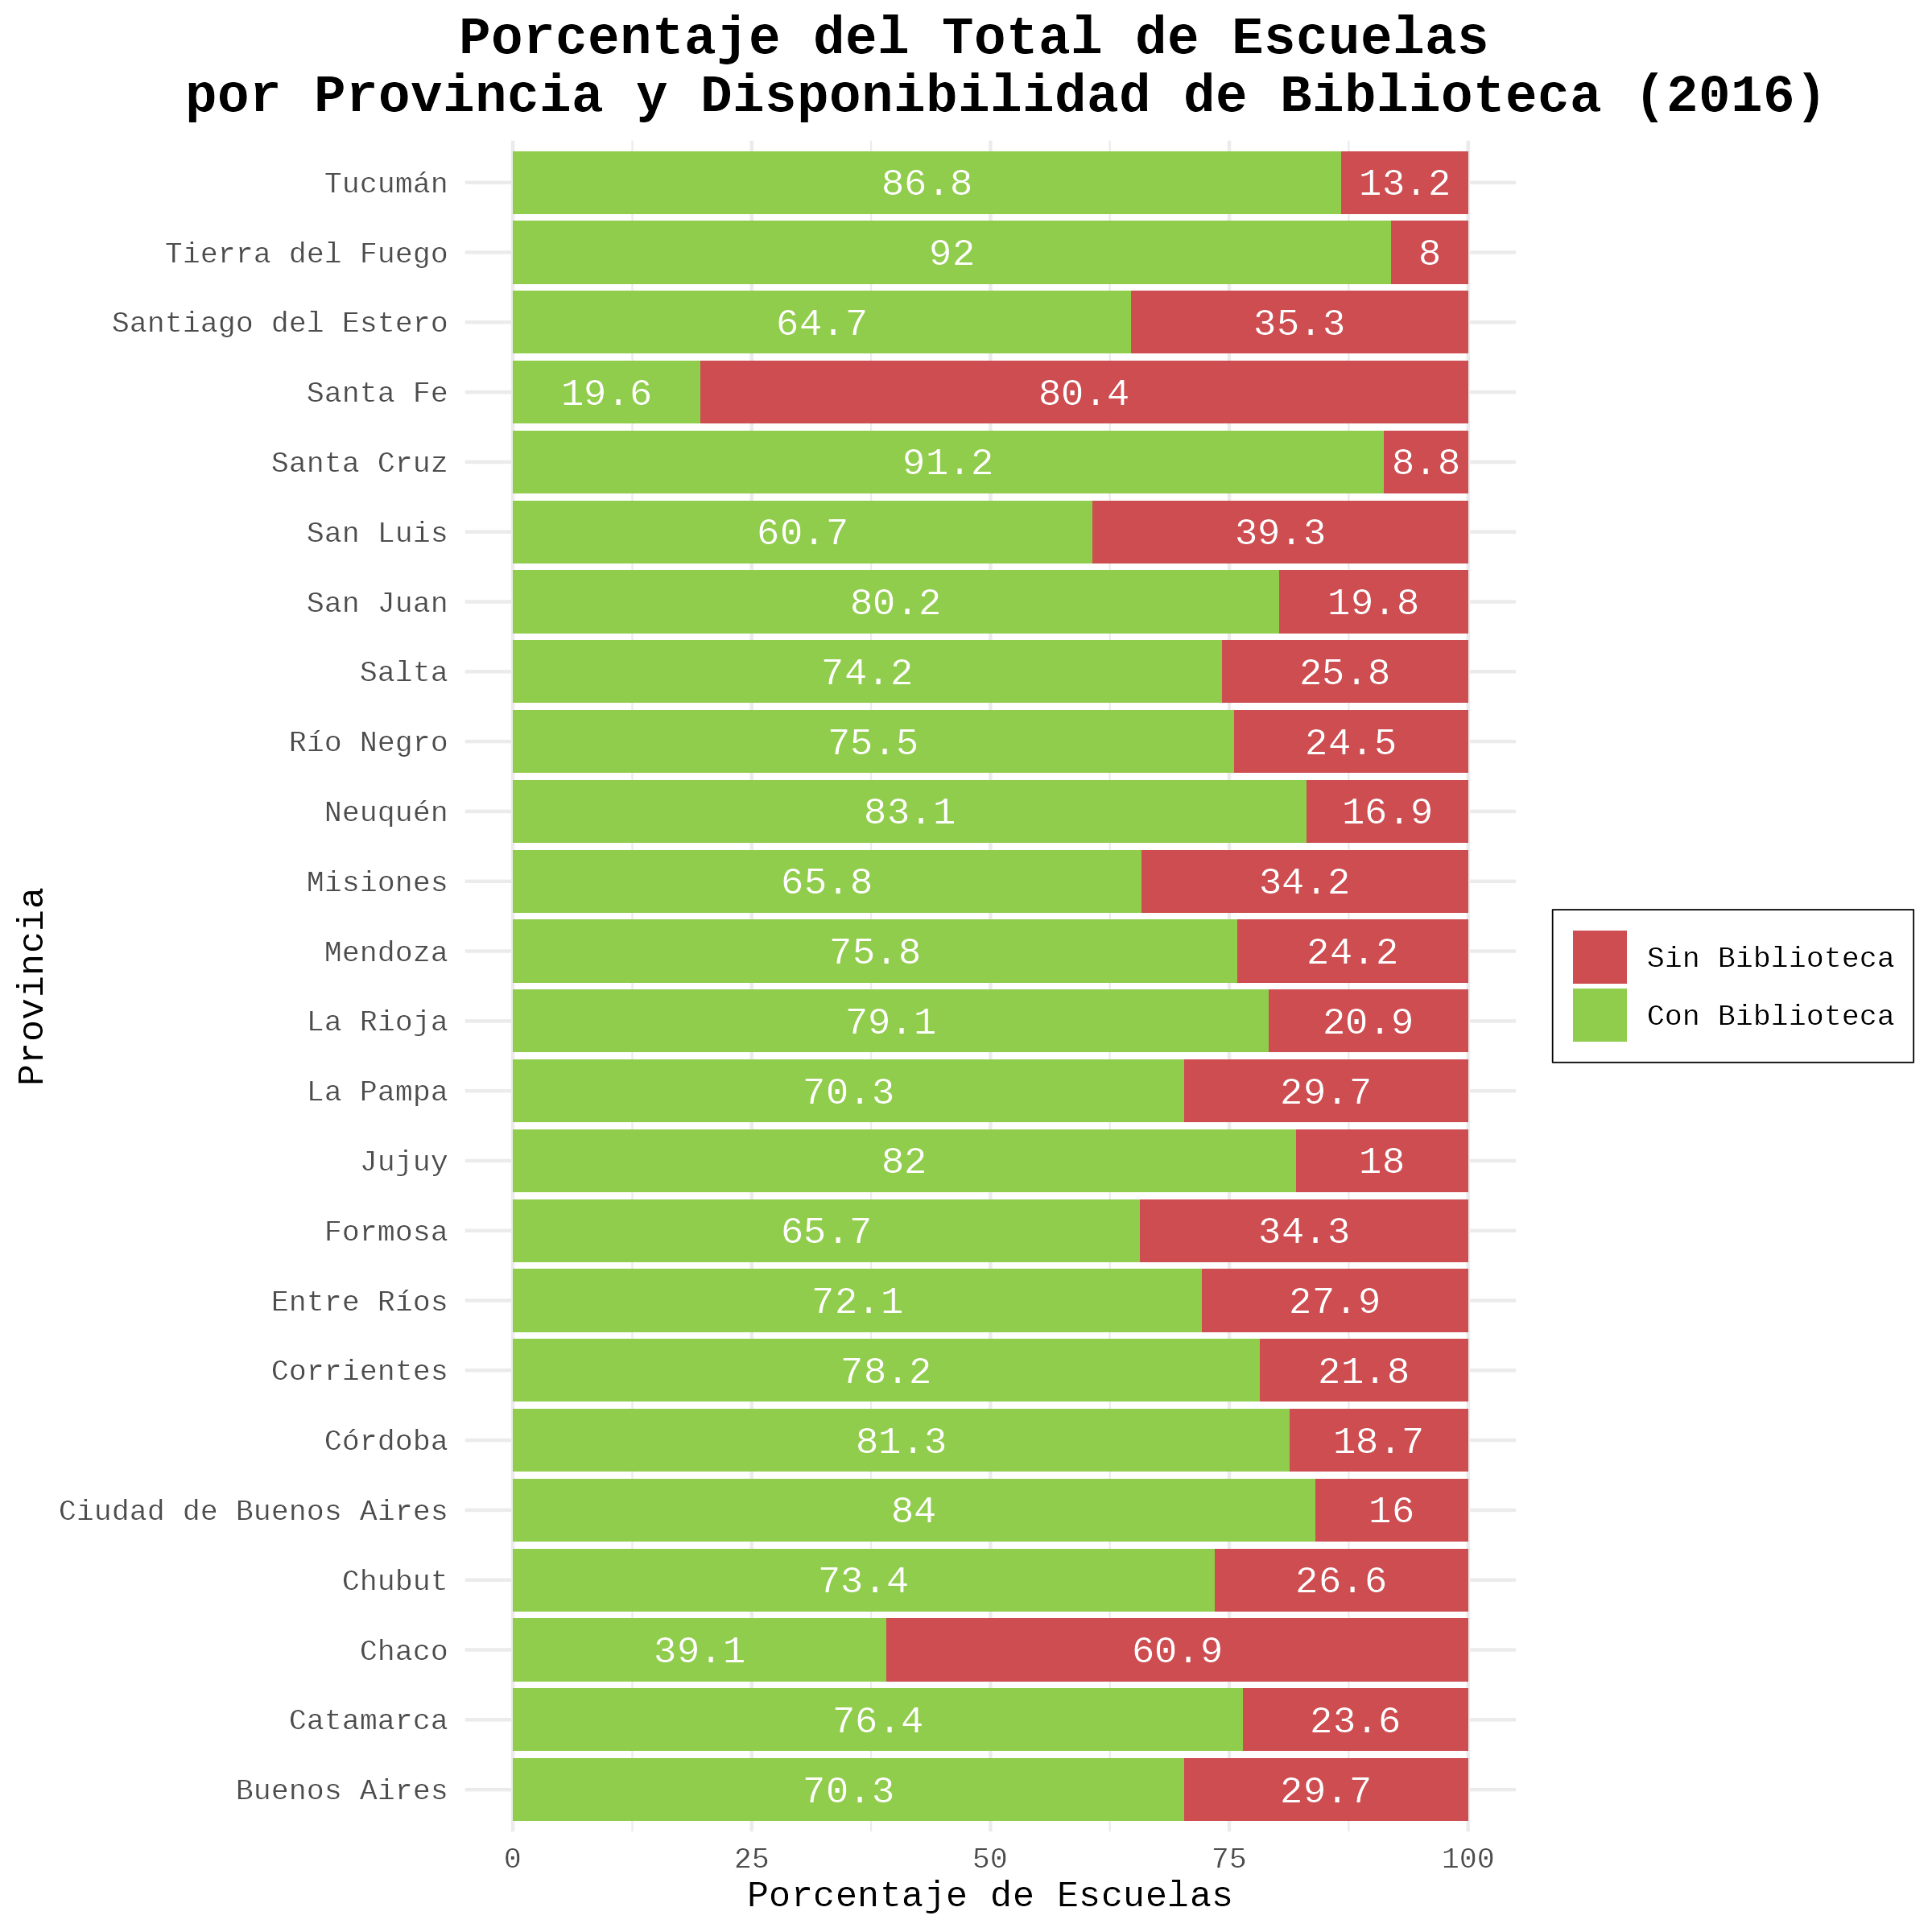 Porcentaje del Total de Escuelas
por Provincia y Disponibilidad de Biblioteca (2016)
Provincia
Tucumán 86.8 13.2
Tierra del Fuego 92 8
Santiago del Estero 64.7 35.3
Santa Fe 19.6 80.4
Santa Cruz 91.2 8.8
San Luis 60.7 39.3
San Juan 80.2 19.8
Salta 74.2 25.8
Río Negro 75.5 24.5
Neuquén 83.1 16.9
Misiones 65.8 34.2
Mendoza 75.8 24.2
La Rioja 79.1 20.9
La Pampa 70.3 29.7
Jujuy 82 18
Formosa 65.7 34.3
Entre Ríos 72.1 27.9
Corrientes 78.2 21.8
Córdoba 81.3 18.7
Ciudad de Buenos Aires 84 16
Chubut 73.4 26.6
Chaco 39.1 60.9
Catamarca 76.4 23.6
Buenos Aires 70.3 29.7
0 25 50 75 100
Porcentaje de Escuelas
Sin Biblioteca
Con Biblioteca